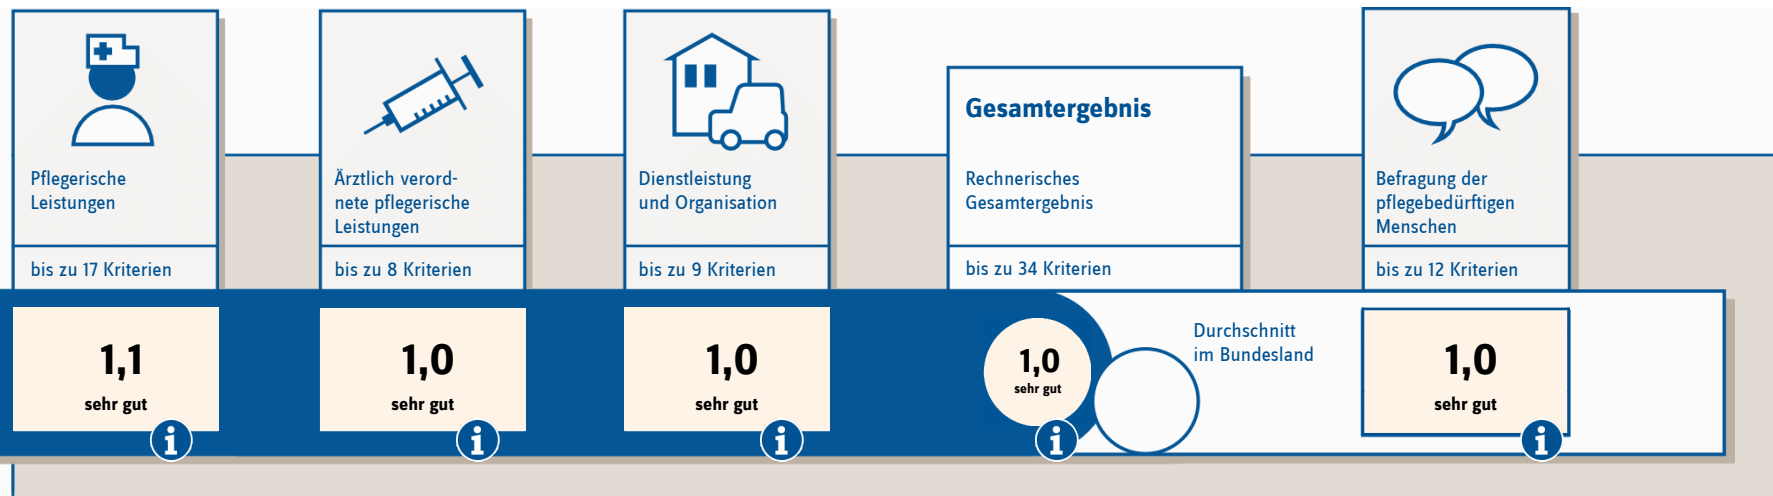 Pflegerische
Leistungen
bis zu 17 Kriterien
1,1
sehr gut
Ärztlich verord-
nete pflegerische
Leistungen
bis zu 8 Kriterien
1,0
sehr gut
Dienstleistung
und Organisation
bis zu 9 Kriterien
1,0
sehr gut
Gesamtergebnis
Rechnerisches
Gesamtergebnis
bis zu 34 Kriterien
1,0
sehr gut
Durchschnitt
im Bundesland
Befragung der
pflegebedürftigen
Menschen
bis zu 12 Kriterien
1,0
sehr gut